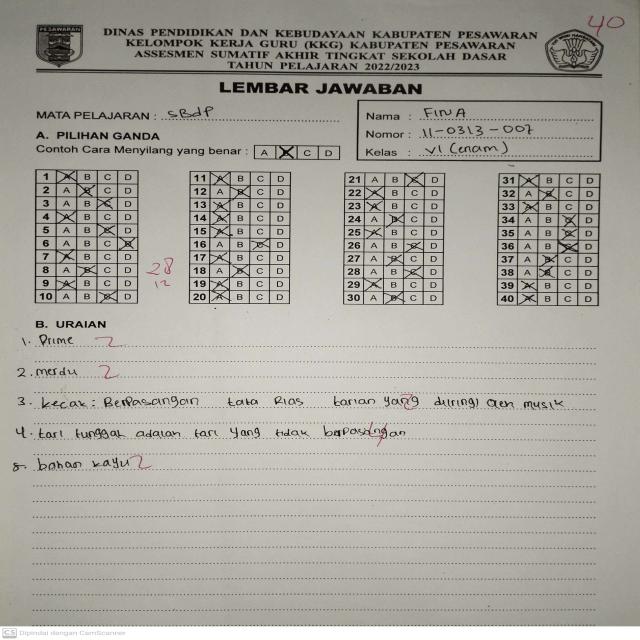 PESAWARAN
DINAS PENDIDIKAN DAN KEBUDAYAAN KABUPATEN PESAWARAN
KELOMPOK KERJA GURU (KKG) KABUPATEN PESAWARAN
ASSESMEN SUMATIF AKHIR TINGKAT SEKOLAH DASAR
TAHUN PELAJARAN 2022/2023
40
LEMBAR JAWABAN
MATA PELAJARAN : SBdP
Nama : FINA
Nomor : 11-0313-007
Kelas : VI (enam)
A. PILIHAN GANDA
Contoh Cara Menyilang yang benar : A B C D
1 A B C D
2 A B C D
3 A B C D
4 A B C D
5 A B C D
6 A B C D
7 A B C D
8 A B C D
9 A B C D
10 A B C D
28
12
11 A B C D
12 A B C D
13 A B C D
14 A B C D
15 A B C D
16 A B C D
17 A B C D
18 A B C D
19 A B C D
20 A B C D
21 A B C D
22 A B C D
23 A B C D
24 A B C D
25 A B C D
26 A B C D
27 A B C D
28 A B C D
29 A B C D
30 A B C D
31 A B C D
32 A B C D
33 A B C D
34 A B C D
35 A B C D
36 A B C D
37 A B C D
38 A B C D
39 A B C D
40 A B C D
B. URAIAN
1. Prime 2
2. merdu 2
3. kecak : Berpasangan tata Rias tarian yang diiringi oleh musik
4. tari tunggal adalah tari yang tidak berpasangan
5. bahan kayu 2
CS Dipindai dengan CamScanner